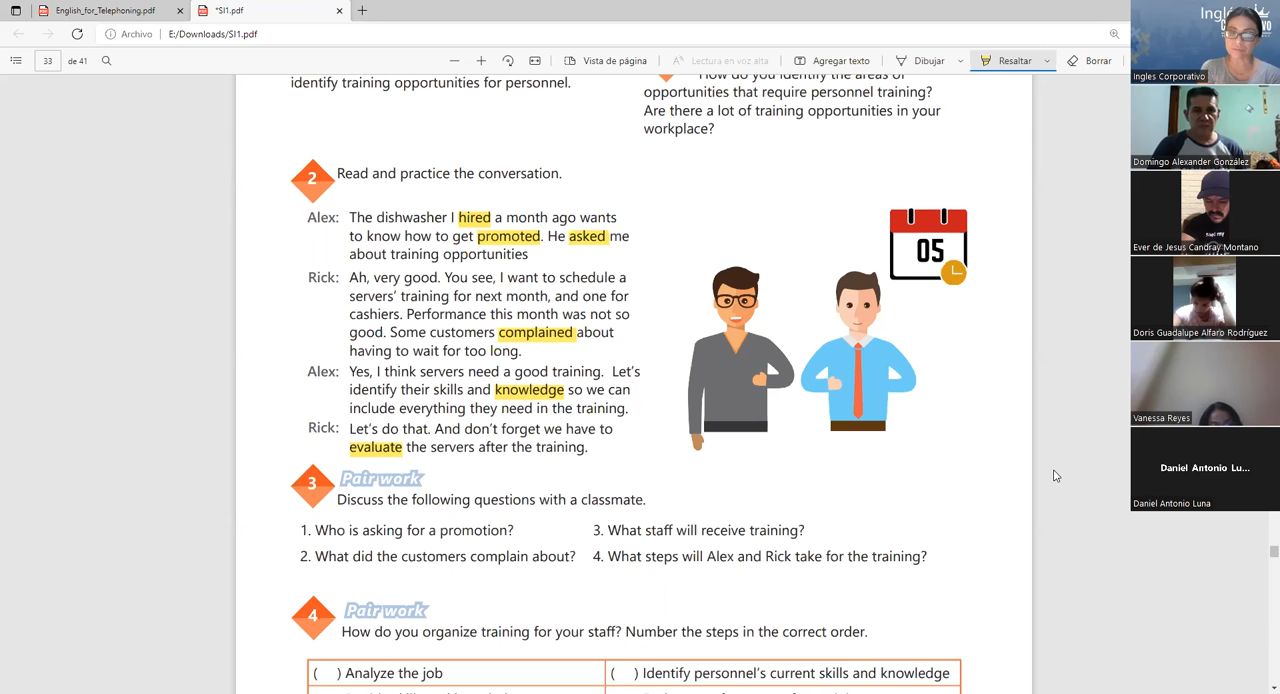 English_for_Telephoning.pdf
*SI1.pdf
Archivo
E:/Downloads/SI1.pdf
33
de 41
Vista de página
Lectura en voz alta
Agregar texto
Dibujar
Resaltar
Borrar
identify training opportunities for personnel.
How do you identify the areas of
opportunities that require personnel training?
Are there a lot of training opportunities in your
workplace?
2
Read and practice the conversation.
Alex: The dishwasher I hired a month ago wants
to know how to get promoted. He asked me
about training opportunities
Rick: Ah, very good. You see, I want to schedule a
servers' training for next month, and one for
cashiers. Performance this month was not so
good. Some customers complained about
having to wait for too long.
Alex: Yes, I think servers need a good training. Let's
identify their skills and knowledge so we can
include everything they need in the training.
Rick: Let's do that. And don't forget we have to
evaluate the servers after the training.
05
3
Pair work
Discuss the following questions with a classmate.
1. Who is asking for a promotion?
2. What did the customers complain about?
3. What staff will receive training?
4. What steps will Alex and Rick take for the training?
4
Pair work
How do you organize training for your staff? Number the steps in the correct order.
( ) Analyze the job
( ) Identify personnel's current skills and knowledge
Ingles Corporativo
Domingo Alexander González
Ever de Jesus Candray Montano
Doris Guadalupe Alfaro Rodríguez
Vanessa Reyes
Daniel Antonio Lu...
Daniel Antonio Luna